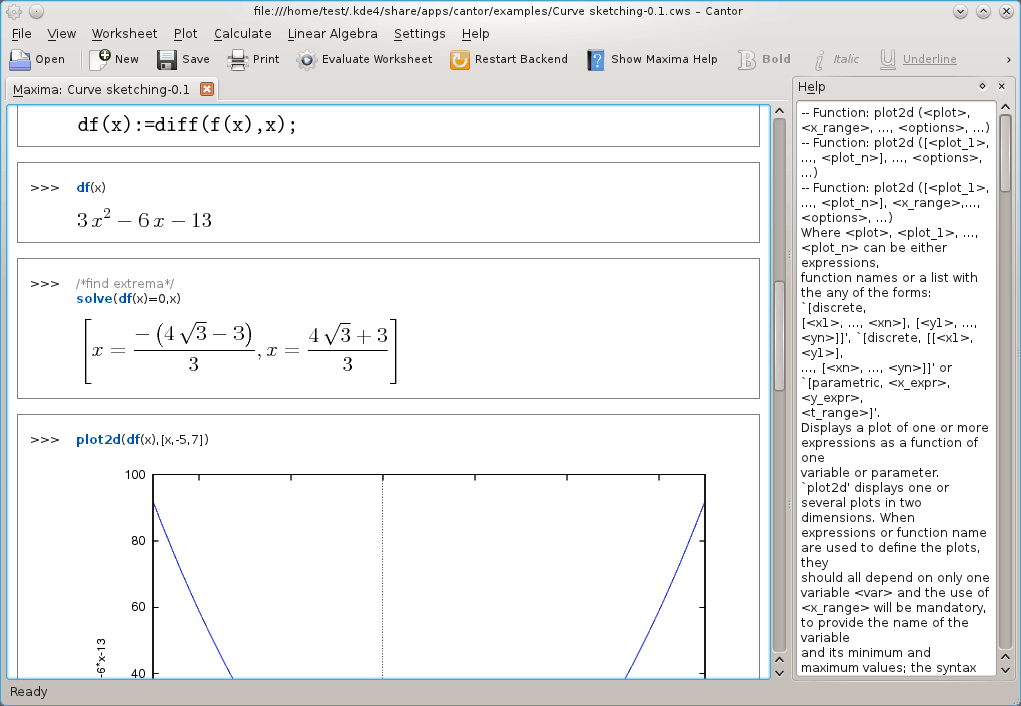 file:///home/test/.kde4/share/apps/cantor/examples/Curve sketching-0.1.cws – Cantor
File View Worksheet Plot Calculate Linear Algebra Settings Help
Open New Save Print Evaluate Worksheet Restart Backend Show Maxima Help Bold Italic Underline
Maxima: Curve sketching-0.1
df(x):=diff(f(x),x);
>>> df(x)
3 x² − 6 x − 13
>>> /*find extrema*/
solve(df(x)=0,x)
[x = −(4 √3 − 3) / 3, x = (4 √3 + 3) / 3]
>>> plot2d(df(x),[x,-5,7])
100
80
60
40
-6*x-13
Help
-- Function: plot2d (<plot>,
<x_range>, ..., <options>, ...)
-- Function: plot2d ([<plot_1>,
..., <plot_n>], ..., <options>,
...)
-- Function: plot2d ([<plot_1>,
..., <plot_n>], <x_range>,...,
<options>, ...)
Where <plot>, <plot_1>, ...,
<plot_n> can be either
expressions,
function names or a list with
the any of the forms:
`[discrete,
[<x1>, ..., <xn>], [<y1>, ...,
<yn>]]', `[discrete, [[<x1>,
<y1>],
..., [<xn>, ..., <yn>]]' or
`[parametric, <x_expr>,
<y_expr>,
<t_range>]'.
Displays a plot of one or more
expressions as a function of
one
variable or parameter.
`plot2d' displays one or
several plots in two
dimensions. When
expressions or function name
are used to define the plots,
they
should all depend on only one
variable <var> and the use of
<x_range> will be mandatory,
to provide the name of the
variable
and its minimum and
maximum values; the syntax
Ready